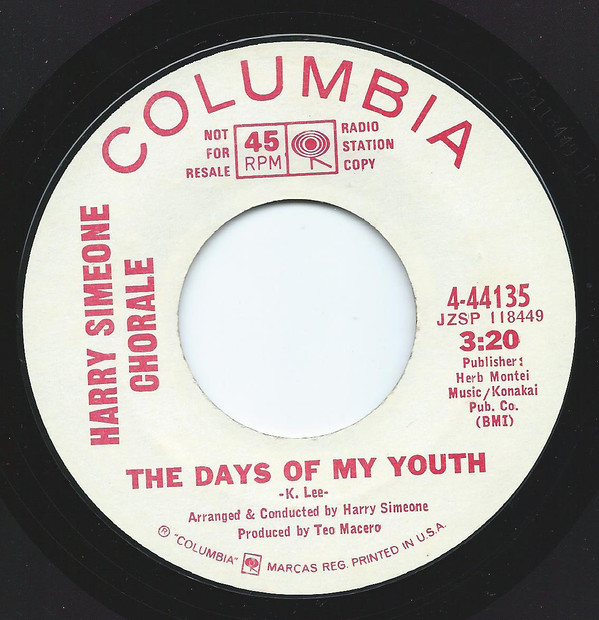 COLUMBIA
NOT
FOR
RESALE
45
RPM
RADIO
STATION
COPY
HARRY SIMEONE
CHORALE
4-44135
JZSP 118449
3:20
Publisher:
Herb Montei
Music/Konakai
Pub. Co.
(BMI)
THE DAYS OF MY YOUTH
-K. Lee-
Arranged & Conducted by Harry Simeone
Produced by Teo Macero
® "COLUMBIA" MARCAS REG. PRINTED IN U.S.A.